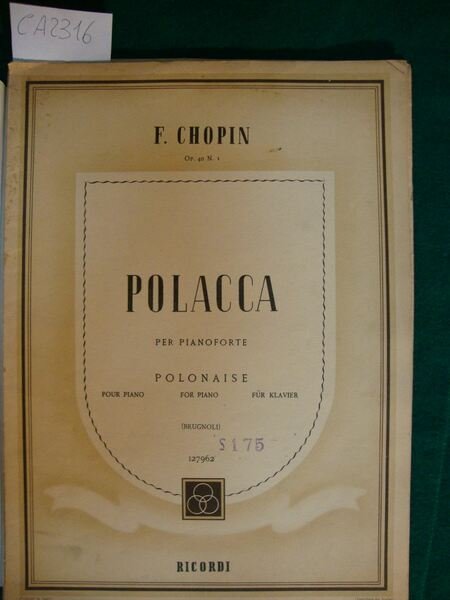 CA2316
F. CHOPIN
Op. 40 N. 1
POLACCA
PER PIANOFORTE
POLONAISE
POUR PIANO FOR PIANO FÜR KLAVIER
(BRUGNOLI)
S175
127962
RICORDI